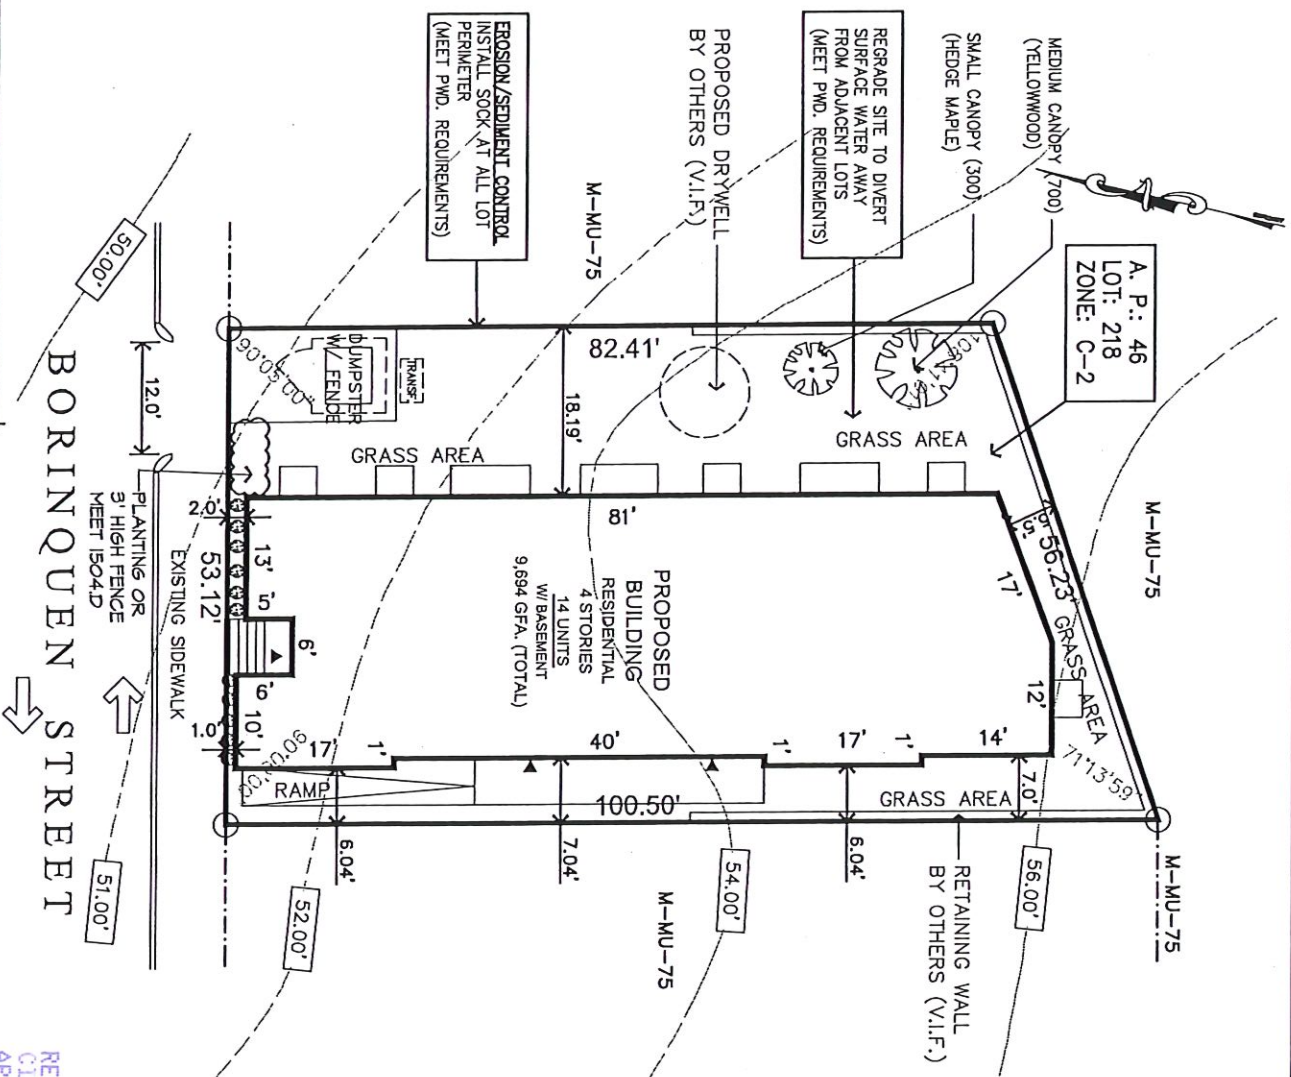 MEDIUM CANOPY (700)
(YELLOWWOOD)
SMALL CANOPY (300)
(HEDGE MAPLE)
REGRADE SITE TO DIVERT
SURFACE WATER AWAY
FROM ADJACENT LOTS
(MEET PWD. REQUIREMENTS)
PROPOSED DRYWELL
BY OTHERS (V.I.F.)
EROSION/SEDIMENT CONTROL
INSTALL SOCK AT ALL LOT
PERIMETER
(MEET PWD. REQUIREMENTS)
A. P.: 46
LOT: 218
ZONE: C-2
M-MU-75
M-MU-75
M-MU-75
M-MU-75
82.41'
18.19'
GRASS AREA
GRASS AREA
TRANSF.
DUMPSTER
W/ FENCE
81'
56.23'
GRASS AREA
17'
12'
71°13'59"
PROPOSED
BUILDING
RESIDENTIAL
4 STORIES
14 UNITS
W/ BASEMENT
9,694 GFA. (TOTAL)
2.0'
13'
5'
6'
6'
10'
1.0'
53.12'
17'
1'
40'
1'
17'
1'
14'
RAMP
100.50'
GRASS AREA
7.0'
6.04'
7.04'
6.04'
RETAINING WALL
BY OTHERS (V.I.F.)
50.00'
51.00'
52.00'
54.00'
56.00'
12.0'
PLANTING OR
3' HIGH FENCE
MEET 1504.D
EXISTING SIDEWALK
BORINQUEN STREET